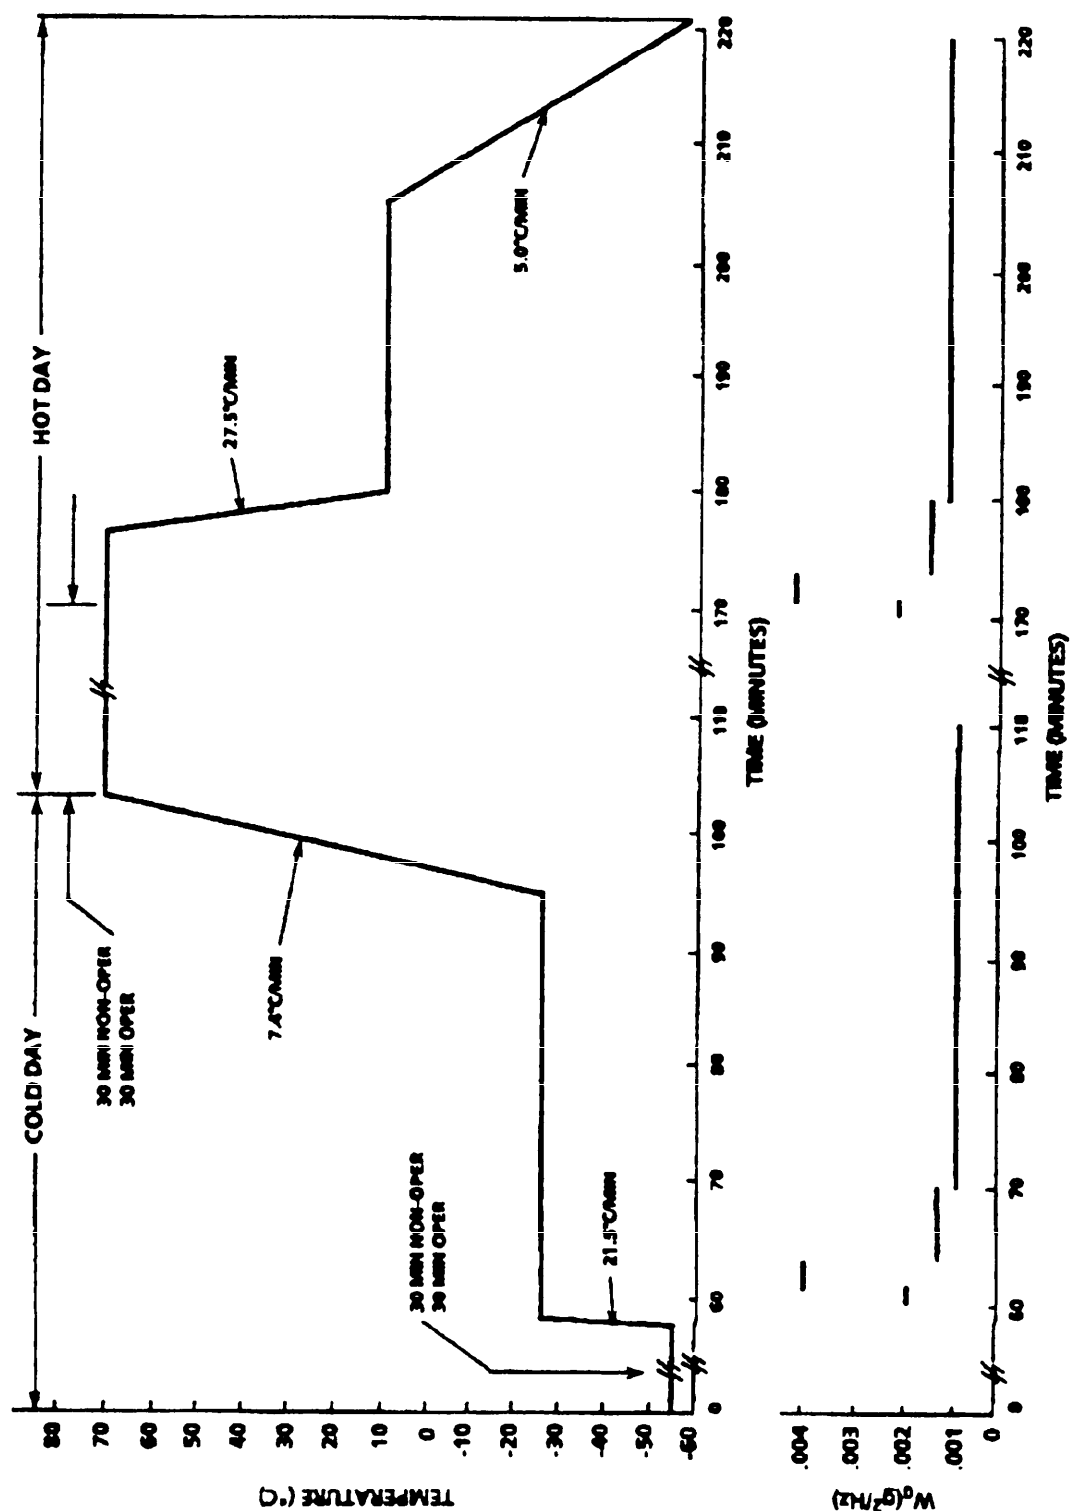 COLD DAY
HOT DAY
30 MIN NON-OPER
30 MIN OPER
27.5°C/MIN
7.4°C/MIN
5.0°C/MIN
30 MIN NON-OPER
30 MIN OPER
21.5°C/MIN
TEMPERATURE (°C)
80
70
60
50
40
30
20
10
0
-10
-20
-30
-40
-50
-60
0 60 70 80 90 100 110 170 180 190 200 210 220
TIME (MINUTES)
Wo(g²/Hz)
.004
.003
.002
.001
0
0 60 70 80 90 100 110 170 180 190 200 210 220
TIME (MINUTES)